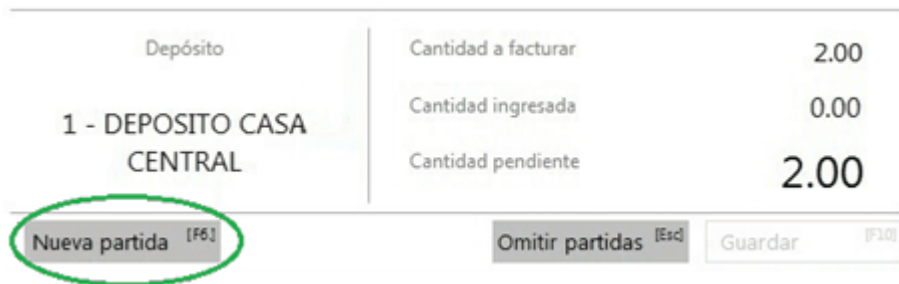 Depósito
1 - DEPOSITO CASA
CENTRAL
Cantidad a facturar 2.00
Cantidad ingresada 0.00
Cantidad pendiente 2.00
Nueva partida [F6] Omitir partidas [Esc] Guardar [F10]